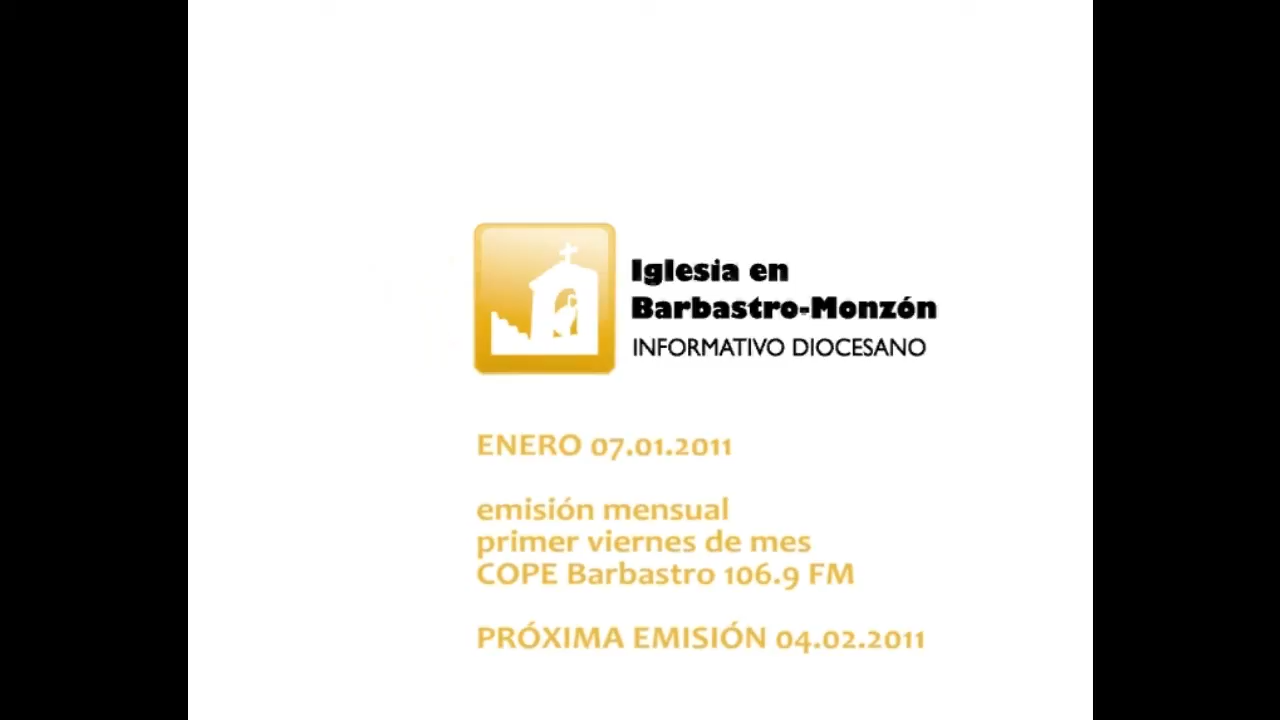 Iglesia en
Barbastro-Monzón
INFORMATIVO DIOCESANO
ENERO 07.01.2011
emisión mensual
primer viernes de mes
COPE Barbastro 106.9 FM
PRÓXIMA EMISIÓN 04.02.2011